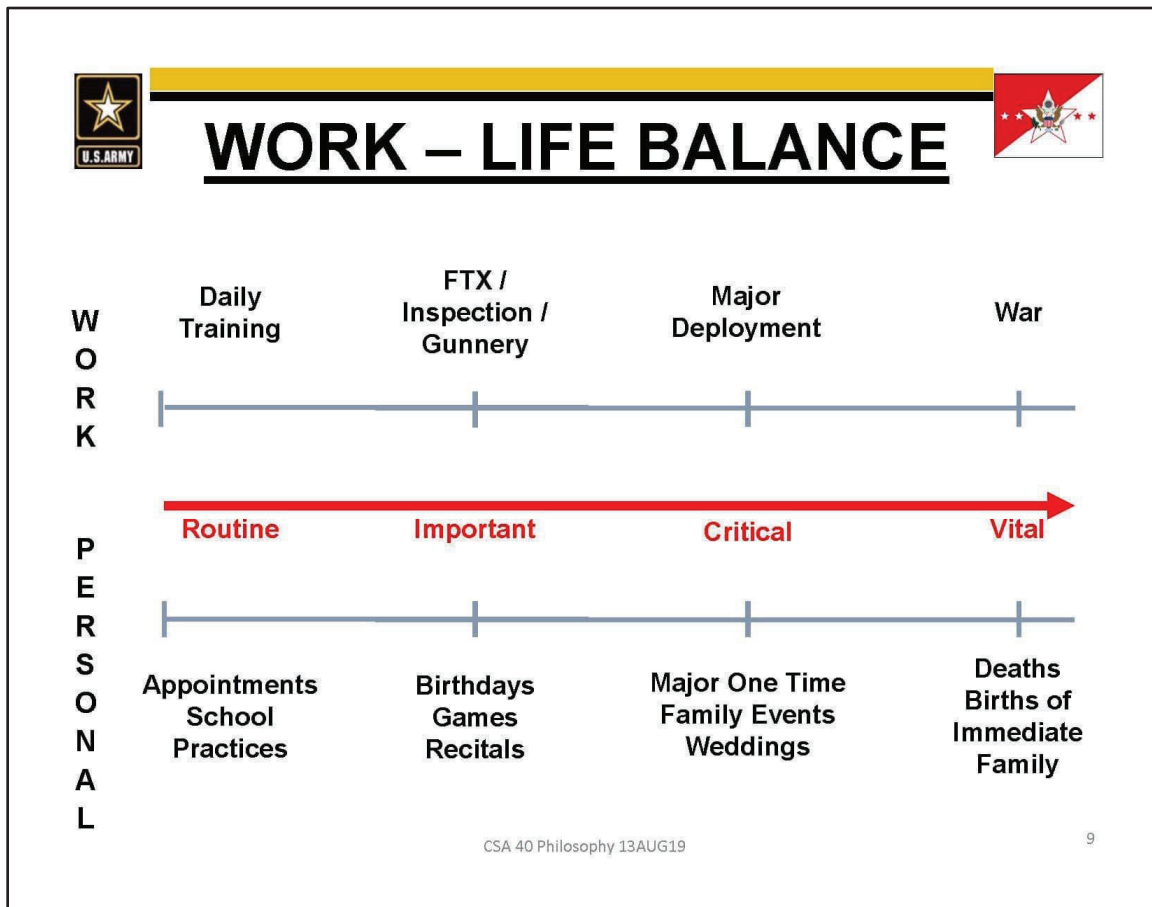 U.S.ARMY
WORK – LIFE BALANCE
WORK
Daily
Training
FTX /
Inspection /
Gunnery
Major
Deployment
War
Routine
Important
Critical
Vital
PERSONAL
Appointments
School
Practices
Birthdays
Games
Recitals
Major One Time
Family Events
Weddings
Deaths
Births of
Immediate
Family
CSA 40 Philosophy 13AUG19
9